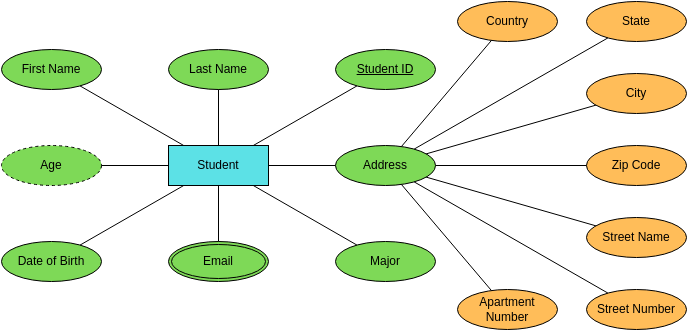 Country
State
First Name
Last Name
Student ID
City
Age
Student
Address
Zip Code
Street Name
Date of Birth
Email
Major
Apartment
Number
Street Number